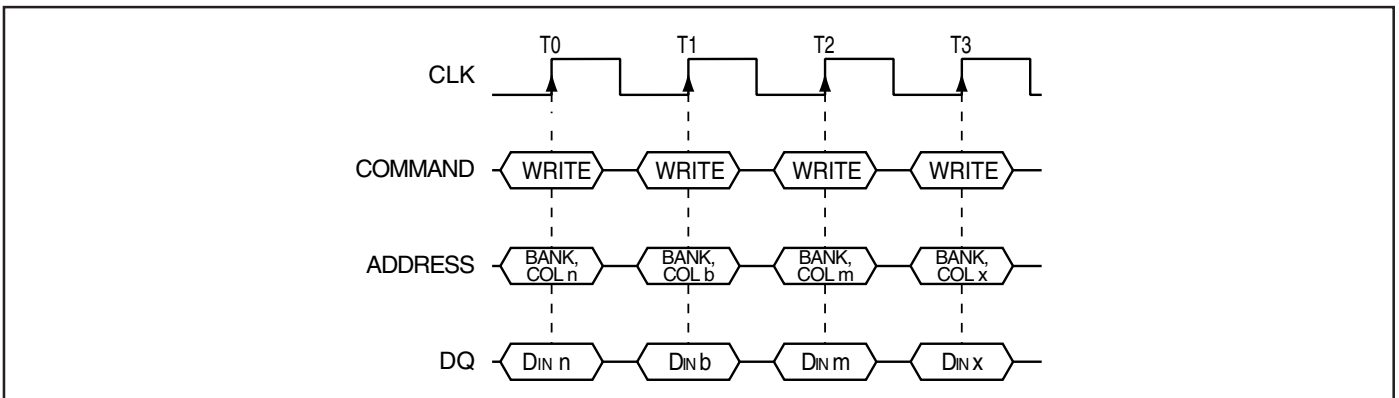 T0 T1 T2 T3
CLK
COMMAND WRITE WRITE WRITE WRITE
BANK, BANK, BANK, BANK,
ADDRESS
COL n COL b COL m COL x
DQ DIN n DIN b DIN m DIN x